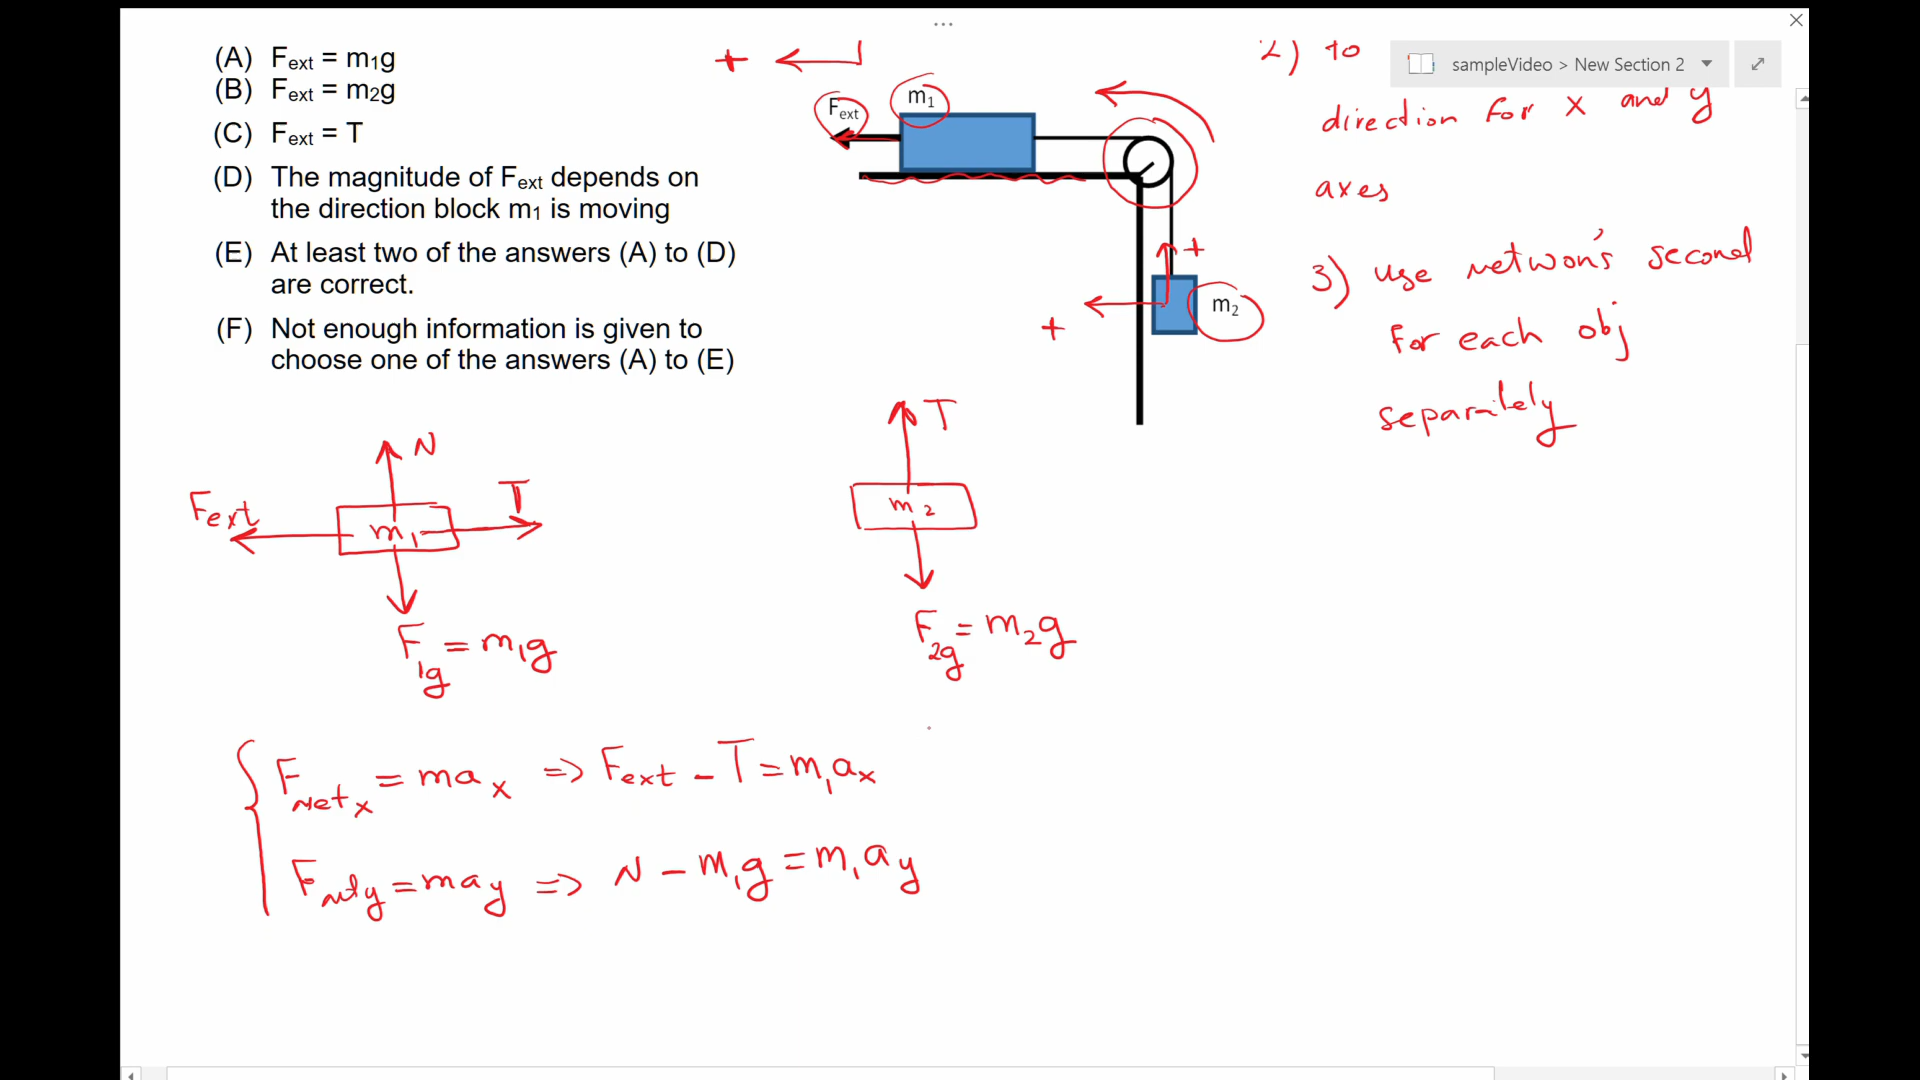 (A) Fext = m1g
(B) Fext = m2g
(C) Fext = T
(D) The magnitude of Fext depends on
the direction block m1 is moving
(E) At least two of the answers (A) to (D)
are correct.
(F) Not enough information is given to
choose one of the answers (A) to (E)
+
Fext
m1
+
+
m2
2) to
sampleVideo > New Section 2
direction for x and y
axes
3) use netwon's second
for each obj
separately
N
Fext
T
m1
F1g = m1g
T
m2
F2g = m2g
Fnetx = max => Fext - T = m1ax
Fnety = may => N - m1g = m1ay